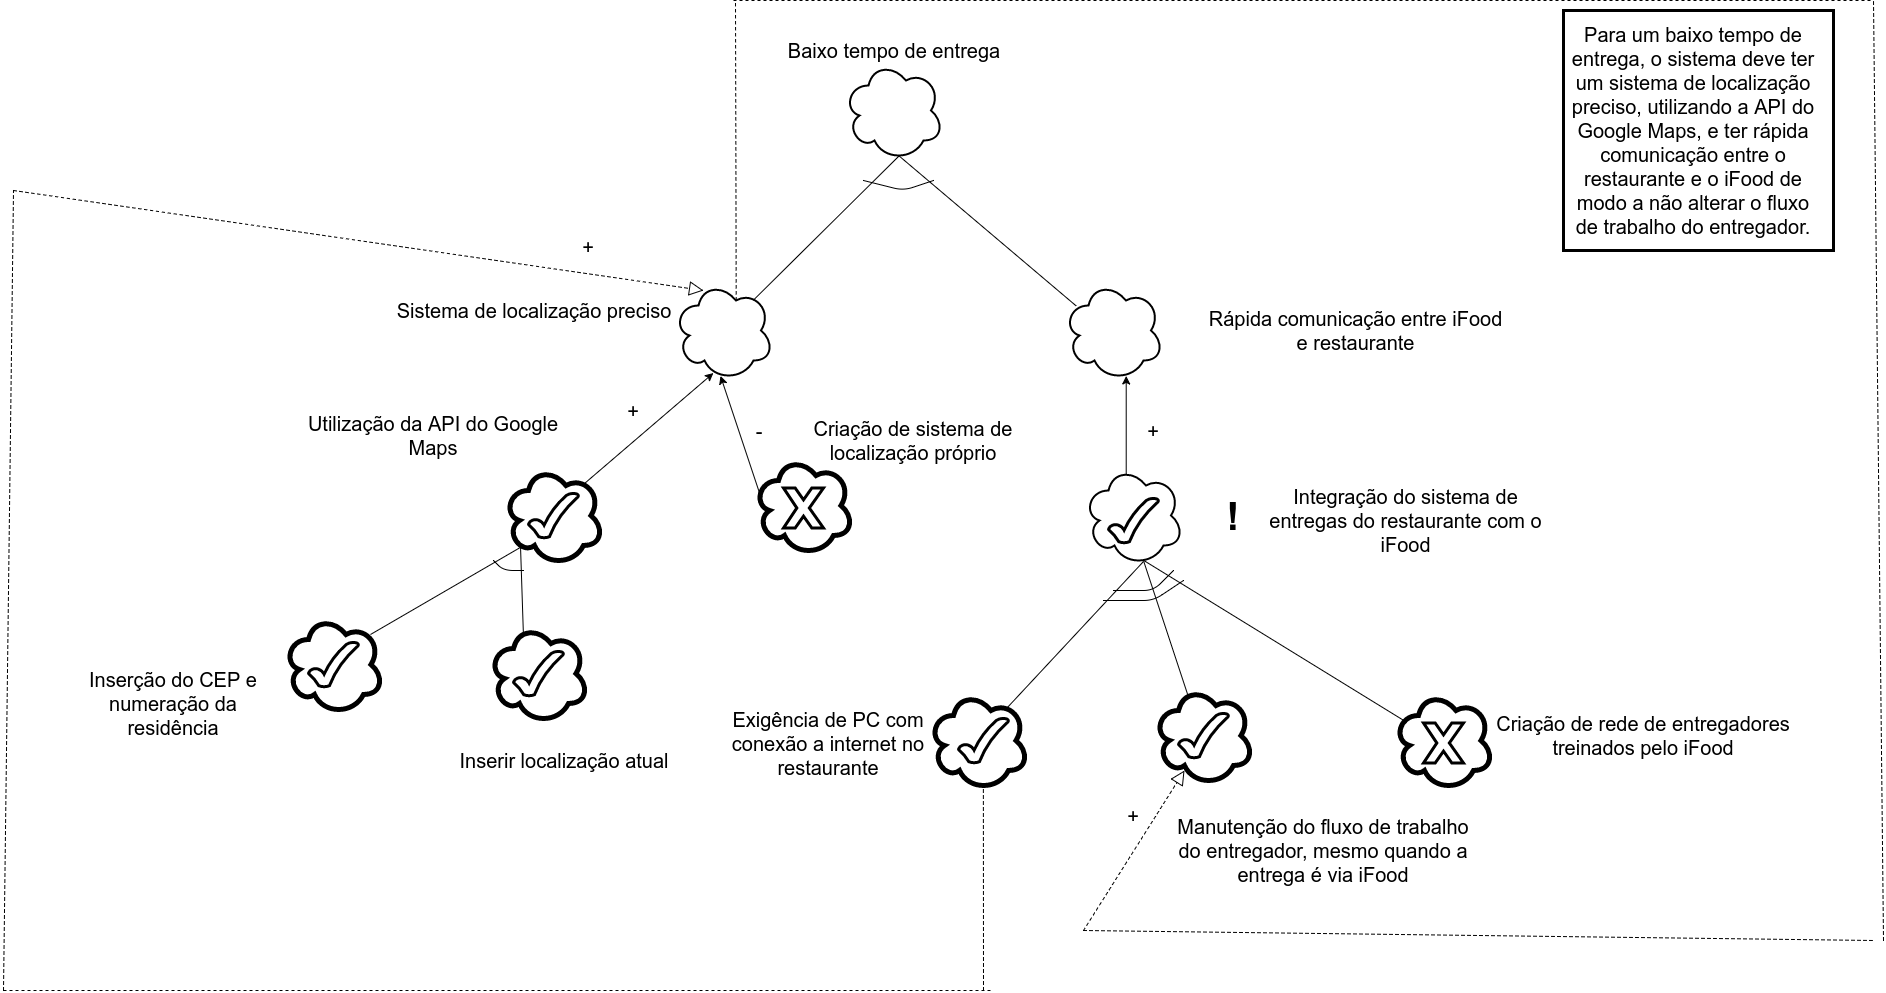 Baixo tempo de entrega
Para um baixo tempo de
entrega, o sistema deve ter
um sistema de localização
preciso, utilizando a API do
Google Maps, e ter rápida
comunicação entre o
restaurante e o iFood de
modo a não alterar o fluxo
de trabalho do entregador.
+
Sistema de localização preciso
Rápida comunicação entre iFood
e restaurante
Utilização da API do Google
Maps
+
-
Criação de sistema de
localização próprio
X
+
!
Integração do sistema de
entregas do restaurante com o
iFood
Inserção do CEP e
numeração da
residência
Inserir localização atual
Exigência de PC com
conexão a internet no
restaurante
X
Criação de rede de entregadores
treinados pelo iFood
+
Manutenção do fluxo de trabalho
do entregador, mesmo quando a
entrega é via iFood